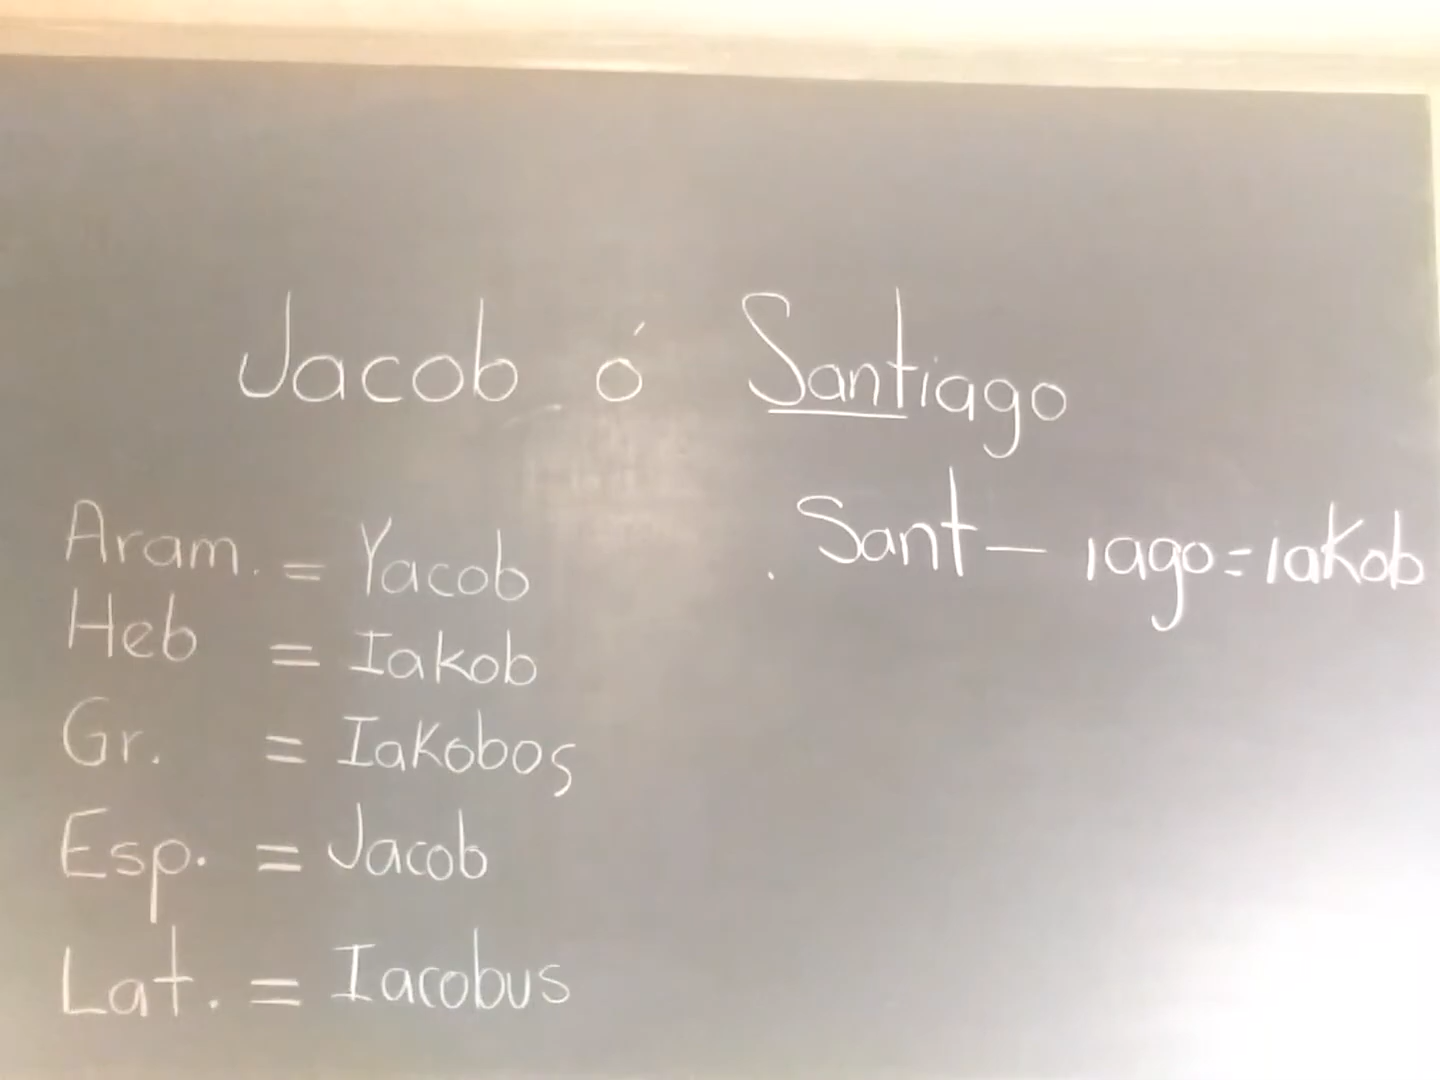 Jacob ó Santiago
Aram. = Yacob
Heb = Iakob
Gr. = Iakobos
Esp. = Jacob
Lat. = Iacobus
. Sant — iago = iakob